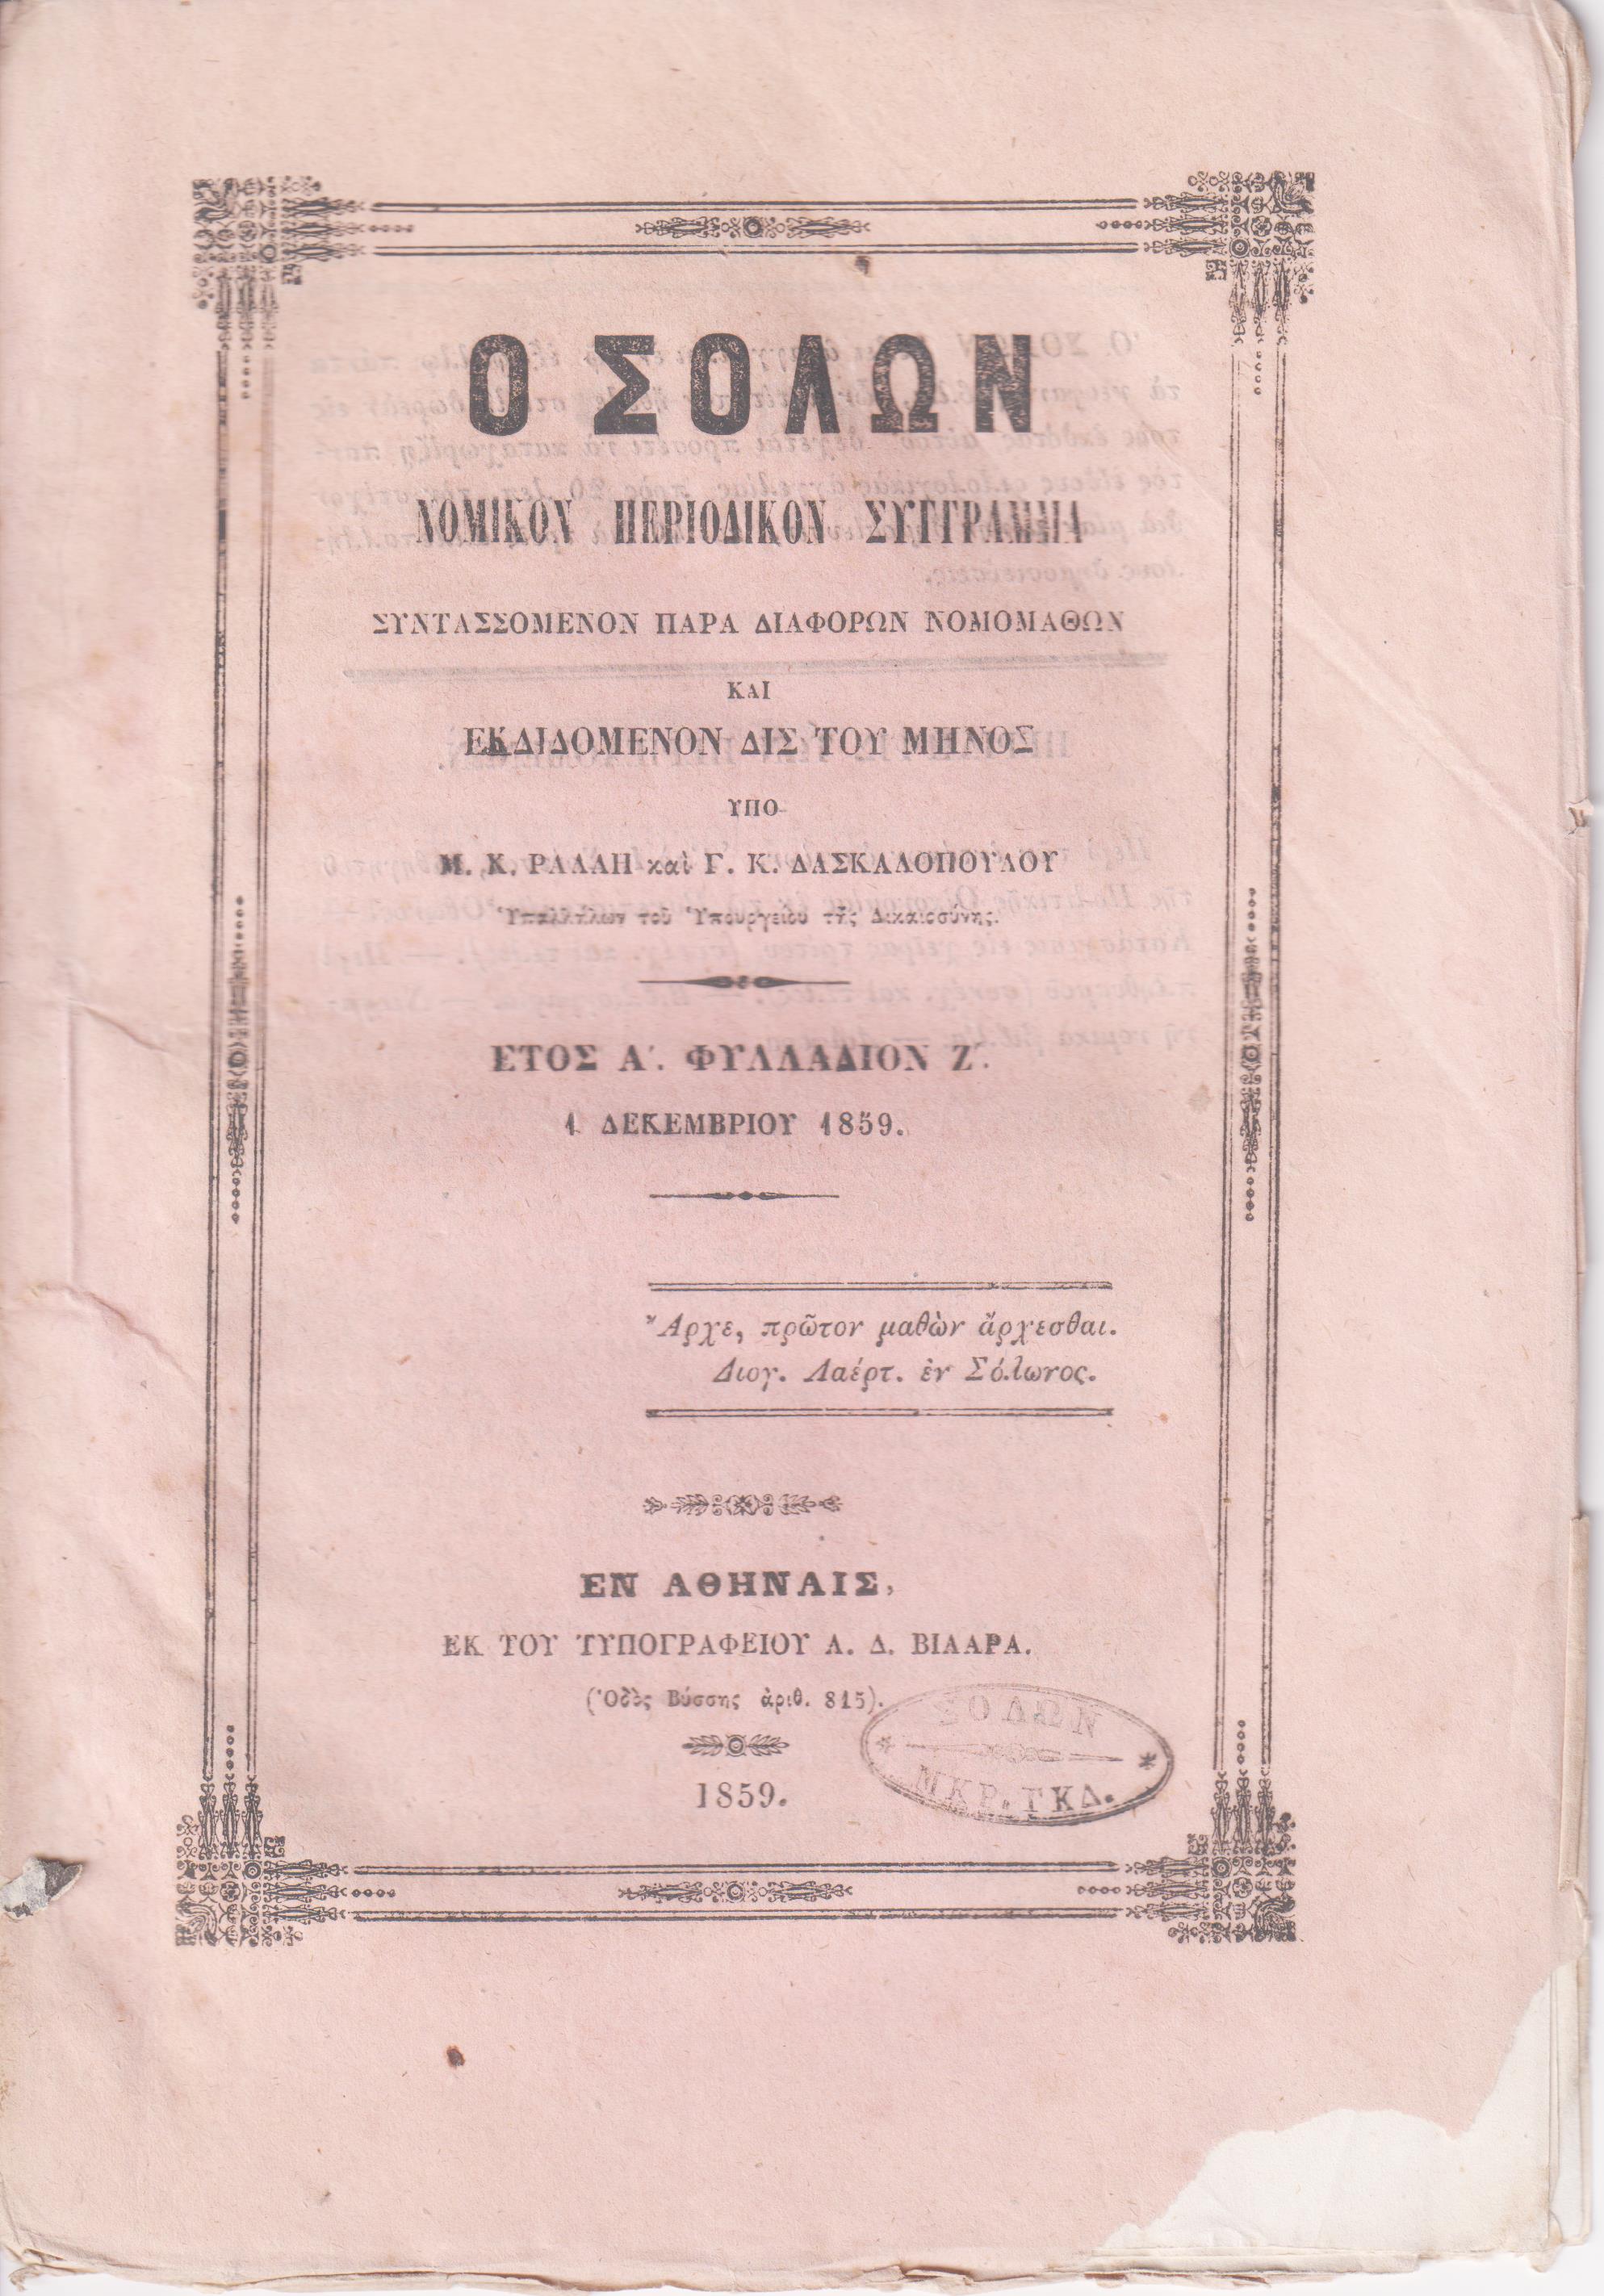 Ο ΣΟΛΩΝ
ΝΟΜΙΚΟΝ ΠΕΡΙΟΔΙΚΟΝ ΣΥΓΓΡΑΜΜΑ
ΣΥΝΤΑΣΣΟΜΕΝΟΝ ΠΑΡΑ ΔΙΑΦΟΡΩΝ ΝΟΜΟΜΑΘΩΝ
ΚΑΙ
ΕΚΔΙΔΟΜΕΝΟΝ ΔΙΣ ΤΟΥ ΜΗΝΟΣ
ΥΠΟ
Μ. Κ. ΡΑΛΛΗ καὶ Γ. Κ. ΔΑΣΚΑΛΟΠΟΥΛΟΥ
Ὑπαλλήλων τοῦ Ὑπουργείου τῆς Δικαιοσύνης.
ΕΤΟΣ Α΄. ΦΥΛΛΑΔΙΟΝ Ζ΄.
1 ΔΕΚΕΜΒΡΙΟΥ 1859.
Ἄρχε, πρῶτον μαθὼν ἄρχεσθαι.
Διογ. Λαέρτ. ἐν Σόλωνος.
ΕΝ ΑΘΗΝΑΙΣ,
ΕΚ ΤΟΥ ΤΥΠΟΓΡΑΦΕΙΟΥ Λ. Δ. ΒΙΛΑΡΑ.
(Ὁδὸς Βύσσης ἀριθ. 815).
1859.
ΣΟΛΩΝ
ΜΚΡ. ΓΚΔ.